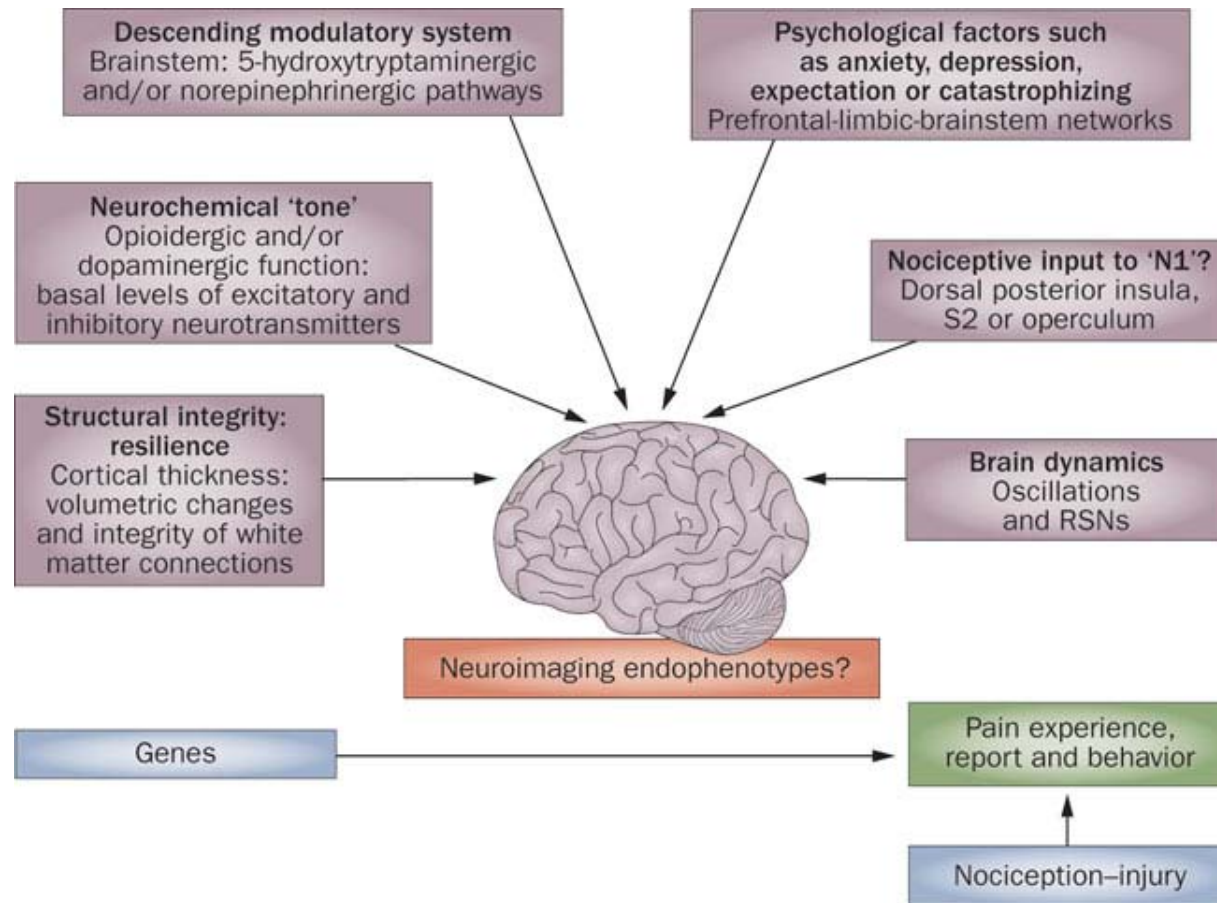 Descending modulatory system
Brainstem: 5-hydroxytryptaminergic
and/or norepinephrinergic pathways
Psychological factors such
as anxiety, depression,
expectation or catastrophizing
Prefrontal-limbic-brainstem networks
Neurochemical ‘tone’
Opioidergic and/or
dopaminergic function:
basal levels of excitatory and
inhibitory neurotransmitters
Nociceptive input to ‘N1’?
Dorsal posterior insula,
S2 or operculum
Structural integrity:
resilience
Cortical thickness:
volumetric changes
and integrity of white
matter connections
Brain dynamics
Oscillations
and RSNs
Neuroimaging endophenotypes?
Genes
Pain experience,
report and behavior
Nociception–injury